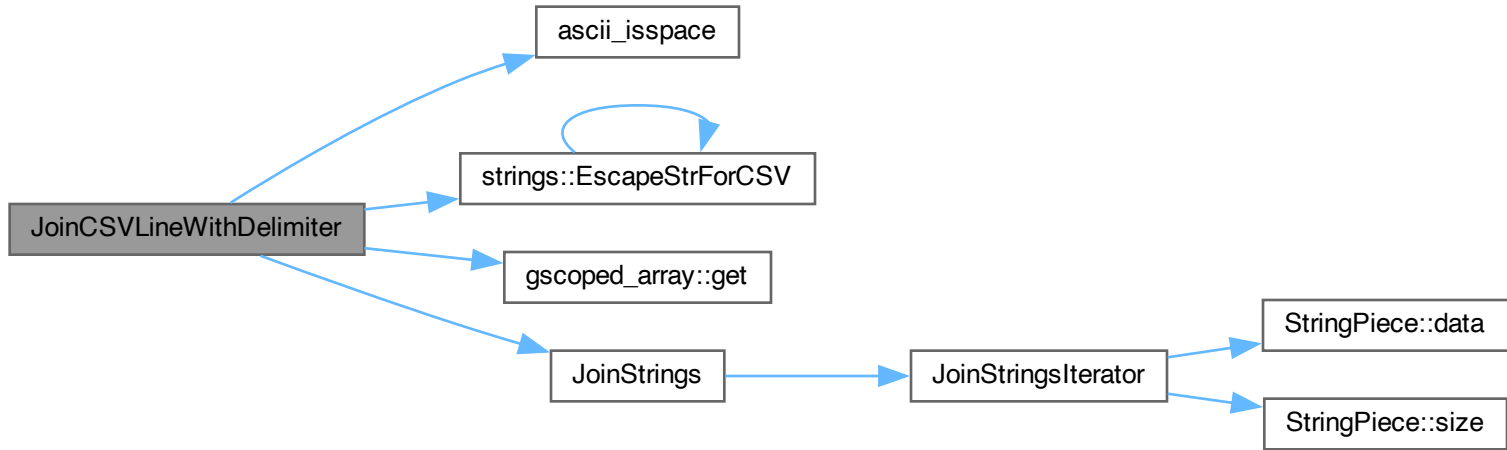 ascii_isspace
strings::EscapeStrForCSV
JoinCSVLineWithDelimiter
gscoped_array::get
StringPiece::data
JoinStrings
JoinStringsIterator
StringPiece::size